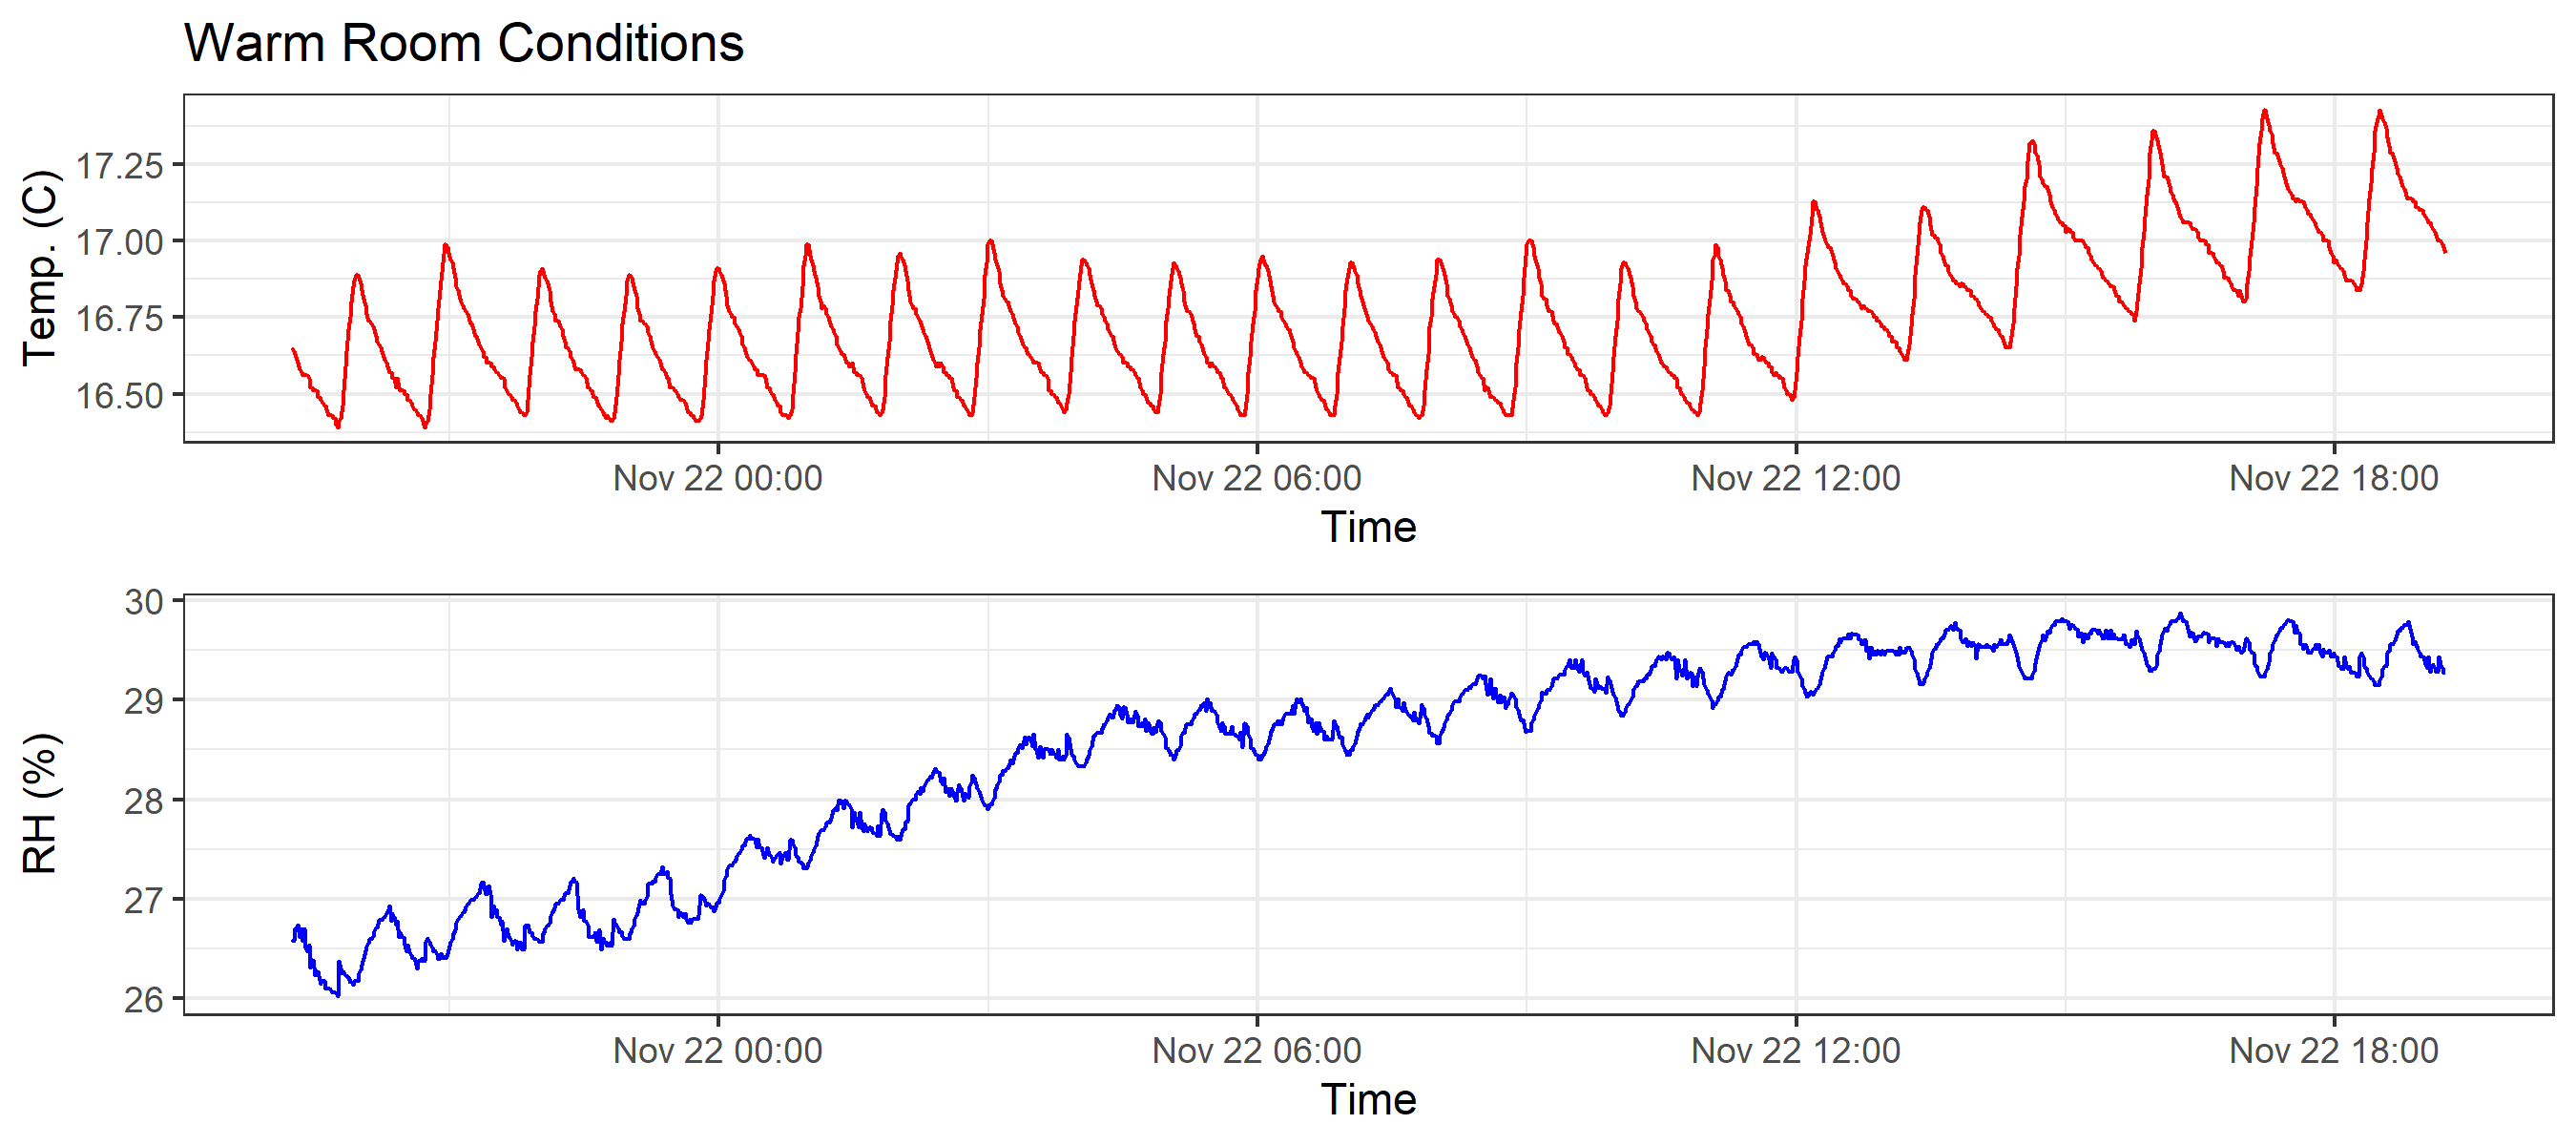 Warm Room Conditions
Temp. (C)
17.25
17.00
16.75
16.50
Nov 22 00:00 Nov 22 06:00 Nov 22 12:00 Nov 22 18:00
Time
RH (%)
30
29
28
27
26
Nov 22 00:00 Nov 22 06:00 Nov 22 12:00 Nov 22 18:00
Time